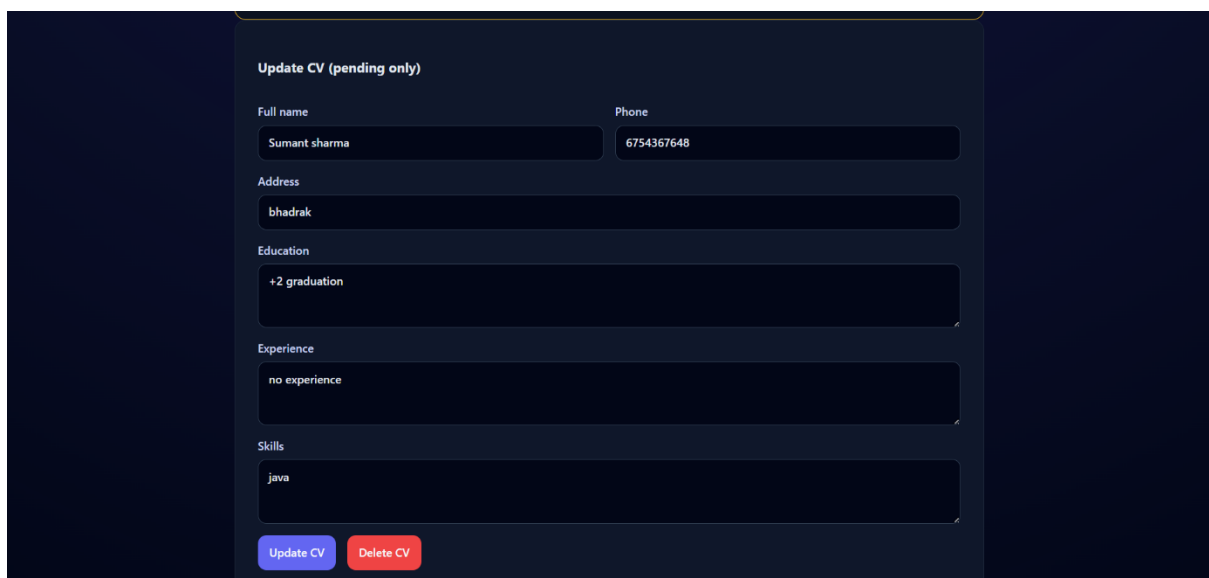 Update CV (pending only)
Full name
Phone
Sumant sharma
6754367648
Address
bhadrak
Education
+2 graduation
Experience
no experience
Skills
java
Update CV
Delete CV